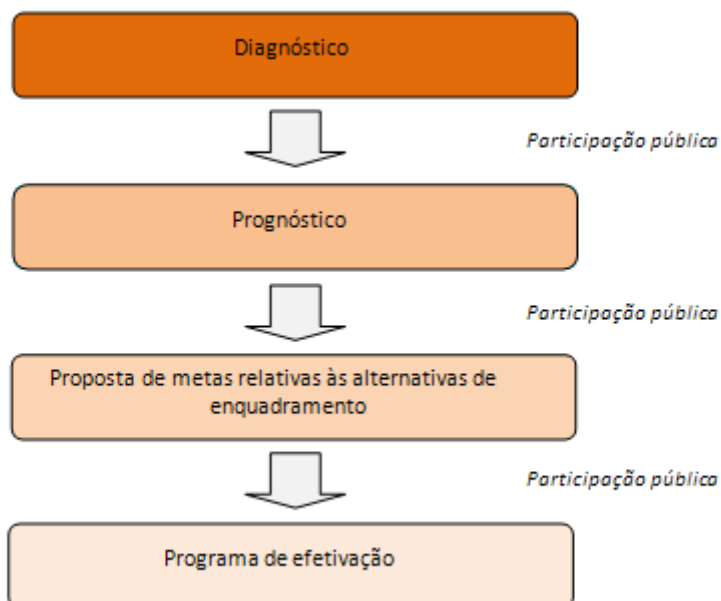 Diagnóstico
Participação pública
Prognóstico
Participação pública
Proposta de metas relativas às alternativas de
enquadramento
Participação pública
Programa de efetivação